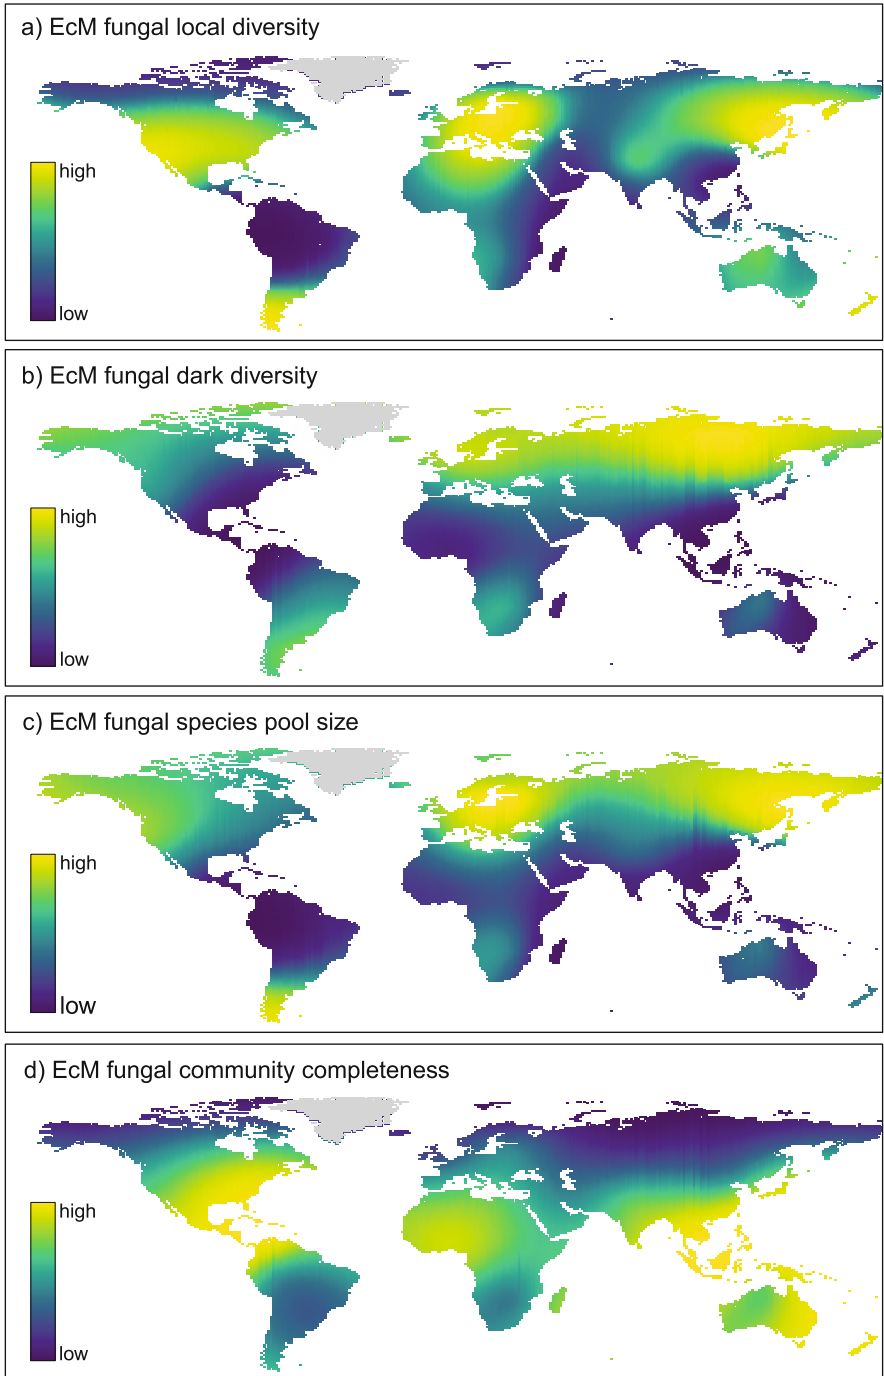 a) EcM fungal local diversity
high
low
b) EcM fungal dark diversity
high
low
c) EcM fungal species pool size
high
low
d) EcM fungal community completeness
high
low